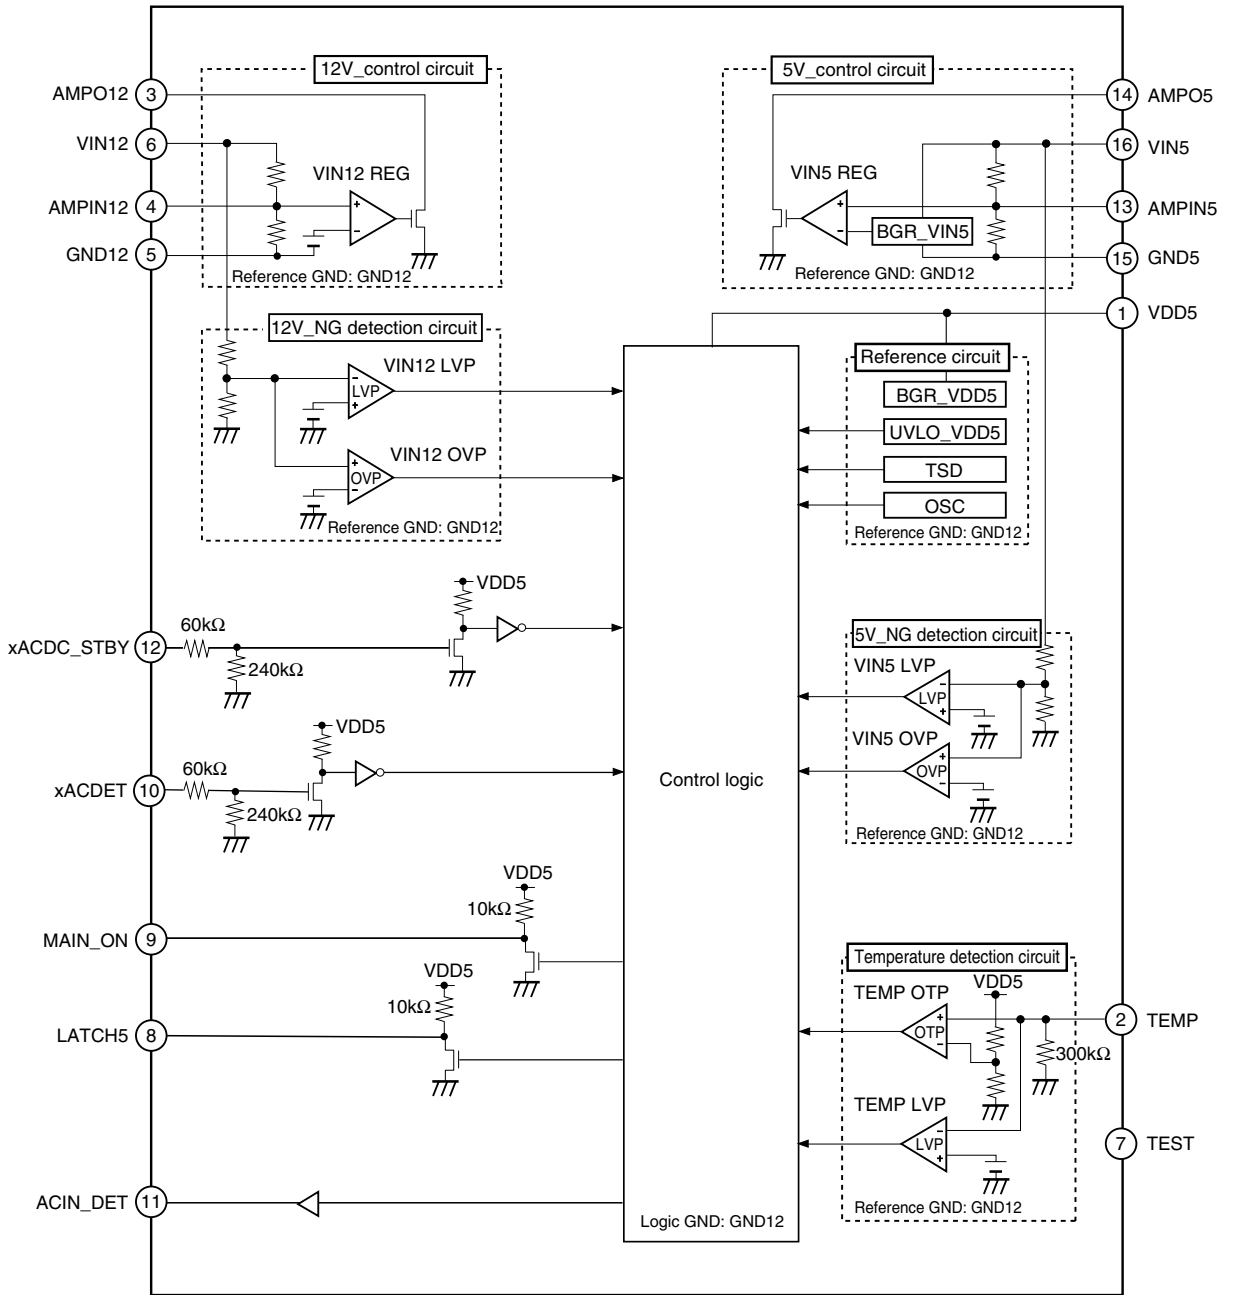 12V_control circuit
5V_control circuit
AMPO12 3
14 AMPO5
VIN12 6
16 VIN5
VIN12 REG
VIN5 REG
AMPIN12 4
+
+
13 AMPIN5
−
−
BGR_VIN5
GND12 5
15 GND5
Reference GND: GND12
Reference GND: GND12
1 VDD5
12V_NG detection circuit
Reference circuit
VIN12 LVP
−
LVP
+
BGR_VDD5
UVLO_VDD5
VIN12 OVP
+
OVP
−
TSD
OSC
Reference GND: GND12
Reference GND: GND12
VDD5
60kΩ
xACDC_STBY 12
240kΩ
5V_NG detection circuit
VIN5 LVP
−
LVP
+
VDD5
VIN5 OVP
+
OVP
−
60kΩ
xACDET 10
240kΩ
Control logic
Reference GND: GND12
VDD5
10kΩ
MAIN_ON 9
Temperature detection circuit
VDD5
10kΩ
TEMP OTP
VDD5
+
OTP
−
2 TEMP
300kΩ
LATCH5 8
TEMP LVP
−
LVP
+
7 TEST
ACIN_DET 11
Reference GND: GND12
Logic GND: GND12